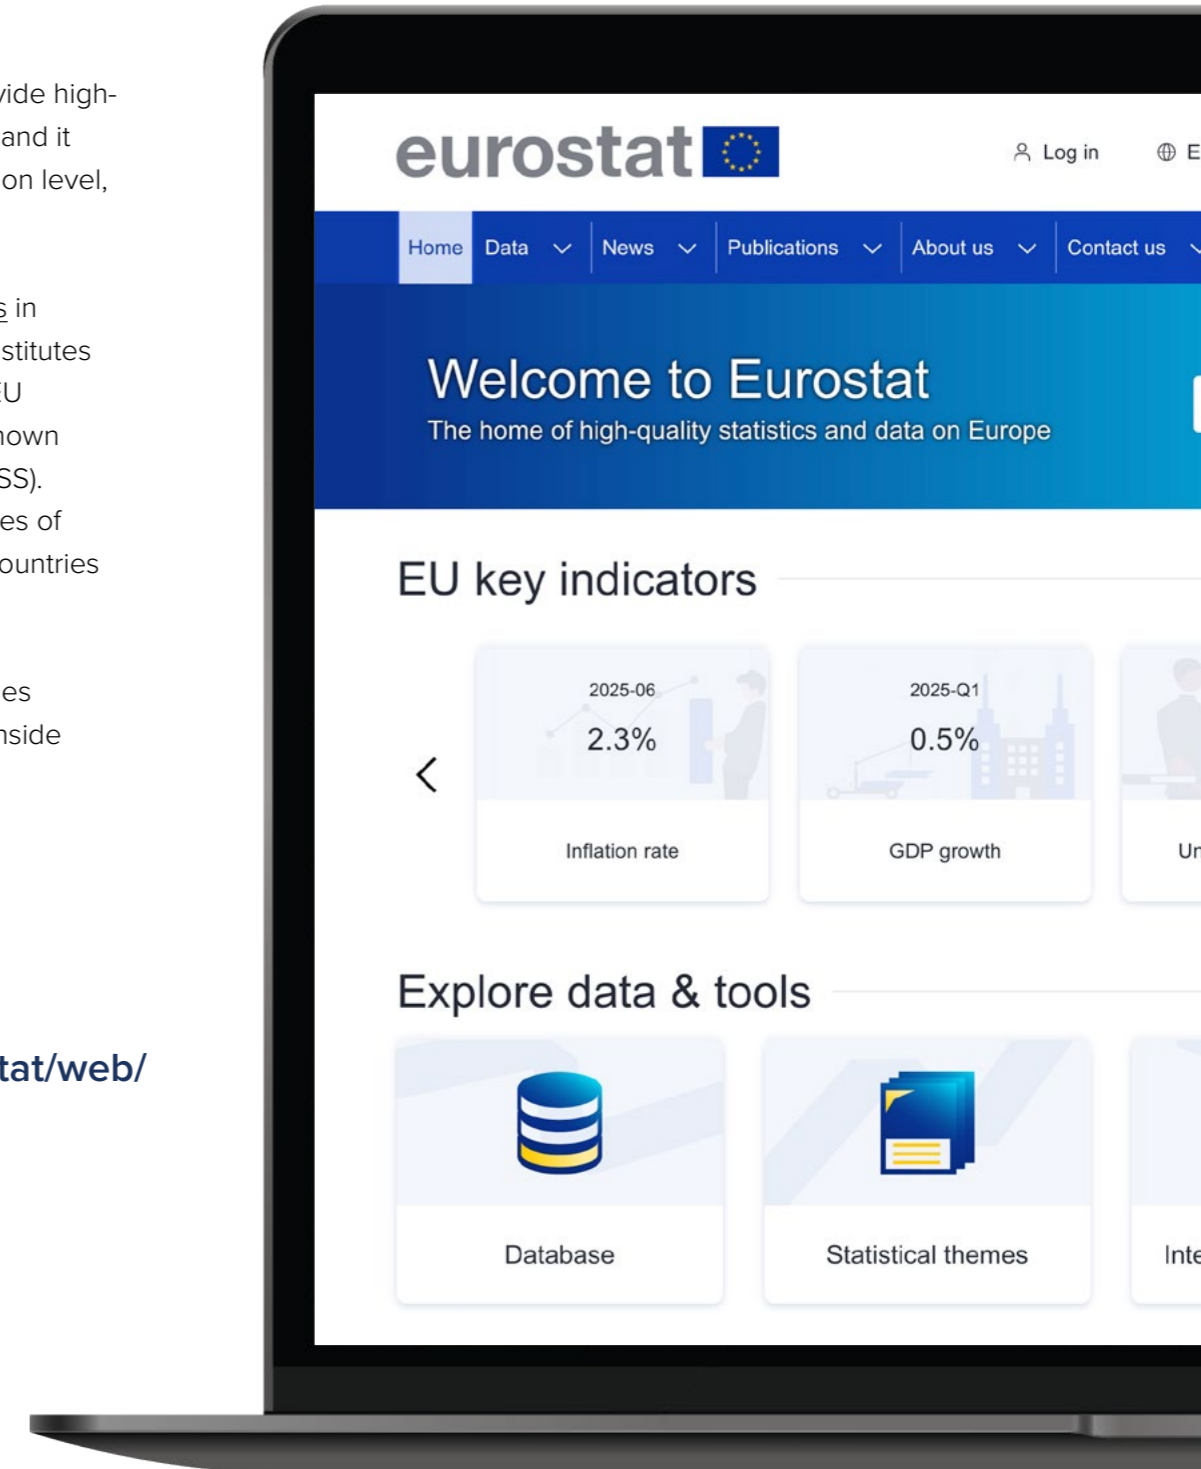 vide high-
and it
on level,
s in
stitutes
EU
nown
SS).
es of
ountries
es
nside
tat/web/
eurostat
Log in
E
Home Data News Publications About us Contact us
Welcome to Eurostat
The home of high-quality statistics and data on Europe
EU key indicators
2025-06
2.3%
Inflation rate
2025-Q1
0.5%
GDP growth
Un
Explore data & tools
Database
Statistical themes
Inte